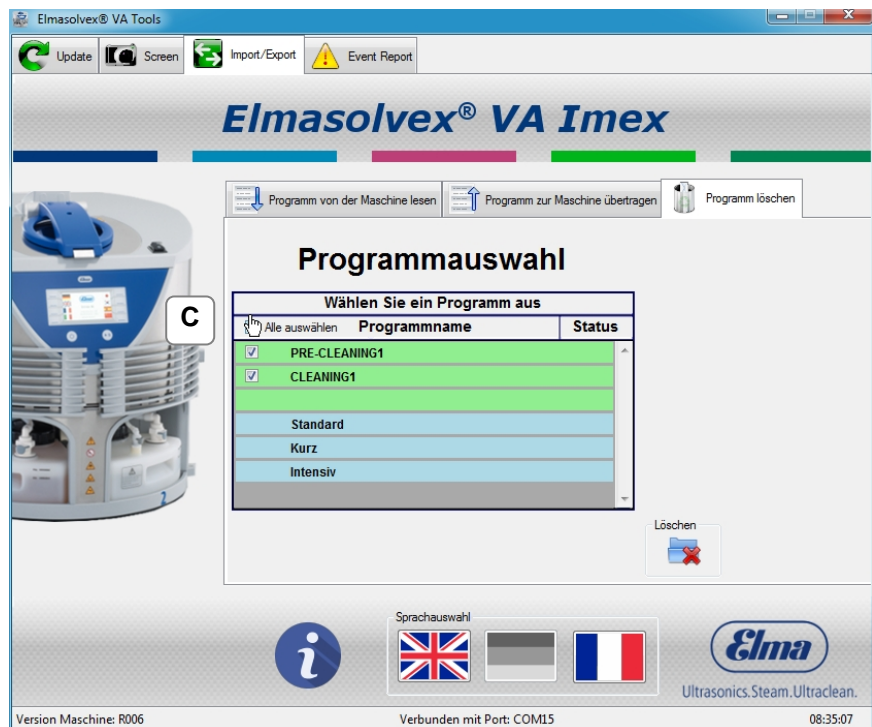 Elmasolvex® VA Tools
Update Screen Import/Export Event Report
Elmasolvex® VA Imex
Programm von der Maschine lesen Programm zur Maschine übertragen Programm löschen
Programmauswahl
Wählen Sie ein Programm aus
C
Alle auswählen Programmname Status
PRE-CLEANING1
CLEANING1
Standard
Kurz
Intensiv
2
Löschen
Sprachauswahl
i
Elma
Ultrasonics.Steam.Ultraclean.
Version Maschine: R006 Verbunden mit Port: COM15 08:35:07